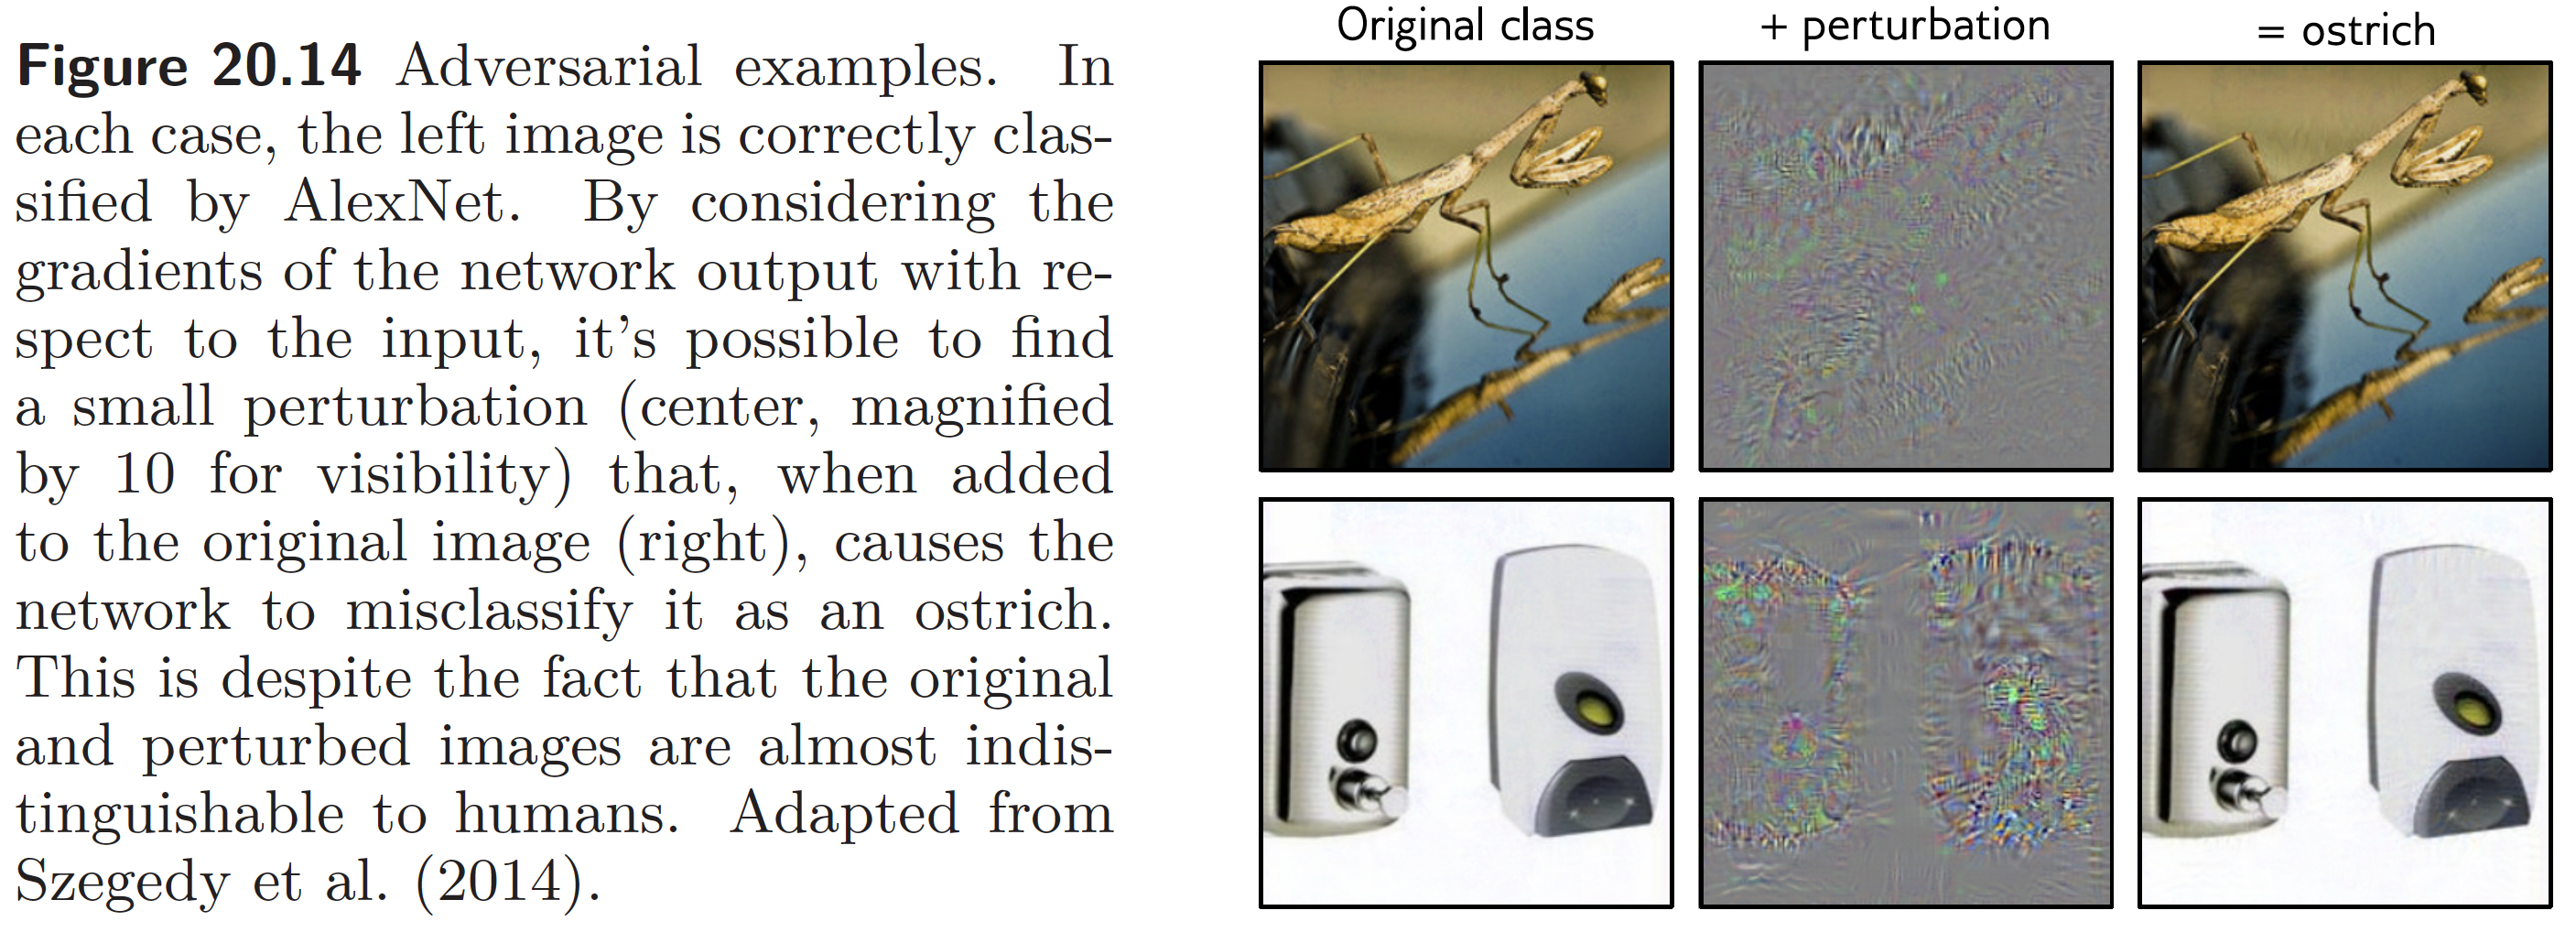 Figure 20.14 Adversarial examples. In
each case, the left image is correctly clas-
sified by AlexNet. By considering the
gradients of the network output with re-
spect to the input, it's possible to find
a small perturbation (center, magnified
by 10 for visibility) that, when added
to the original image (right), causes the
network to misclassify it as an ostrich.
This is despite the fact that the original
and perturbed images are almost indis-
tinguishable to humans. Adapted from
Szegedy et al. (2014).
Original class
+ perturbation
= ostrich